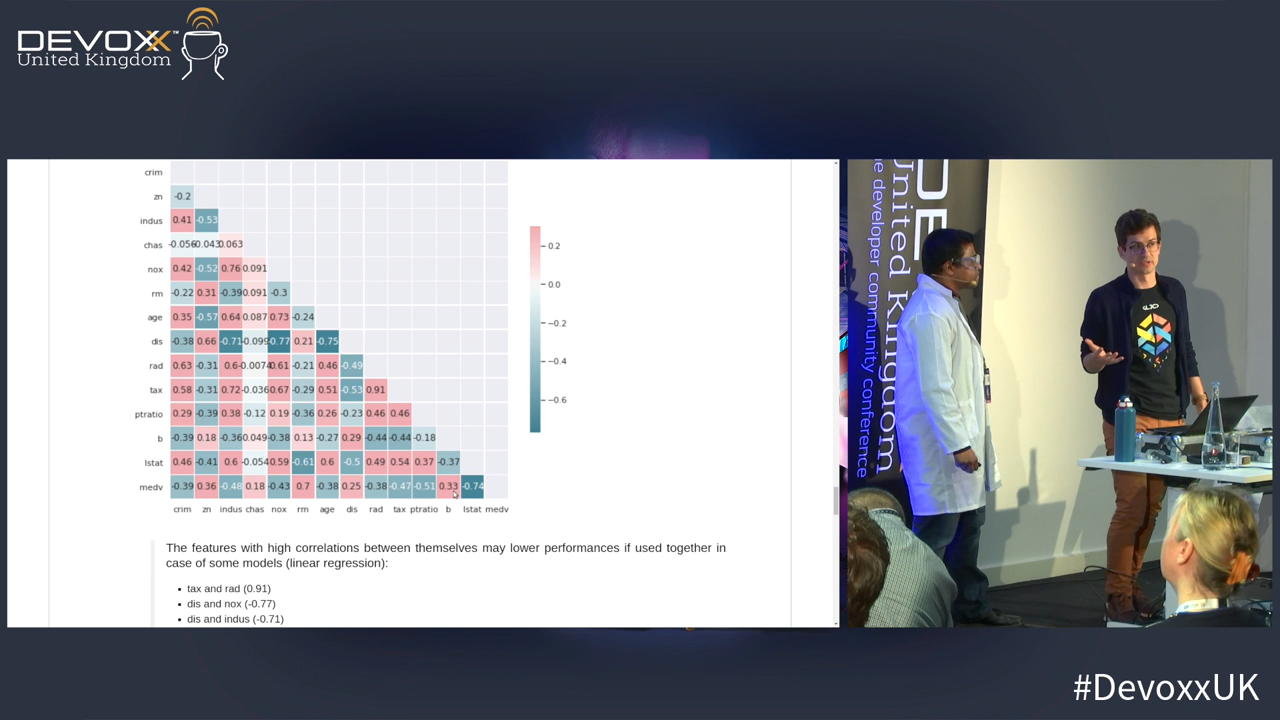 DEVOXX™
United Kingdom
crim
zn -0.2
indus 0.41 -0.53
chas -0.056 0.043 0.063
nox 0.42 -0.52 0.76 0.091
rm -0.22 0.31 -0.39 0.091 -0.3
age 0.35 -0.57 0.64 0.087 0.73 -0.24
dis -0.38 0.66 -0.71 -0.099 -0.77 0.21 -0.75
rad 0.63 -0.31 0.6 -0.0074 0.61 -0.21 0.46 -0.49
tax 0.58 -0.31 0.72 -0.036 0.67 -0.29 0.51 -0.53 0.91
ptratio 0.29 -0.39 0.38 -0.12 0.19 -0.36 0.26 -0.23 0.46 0.46
b -0.39 0.18 -0.36 0.049 -0.38 0.13 -0.27 0.29 -0.44 -0.44 -0.18
lstat 0.46 -0.41 0.6 -0.054 0.59 -0.61 0.6 -0.5 0.49 0.54 0.37 -0.37
medv -0.39 0.36 -0.48 0.18 -0.43 0.7 -0.38 0.25 -0.38 -0.47 -0.51 0.33 -0.74
crim zn indus chas nox rm age dis rad tax ptratio b lstat medv
0.2
0.0
−0.2
−0.4
−0.6
The features with high correlations between themselves may lower performances if used together in
case of some models (linear regression):
• tax and rad (0.91)
• dis and nox (-0.77)
• dis and indus (-0.71)
DE
United Kingdom
e developer community conference
#DevoxxUK